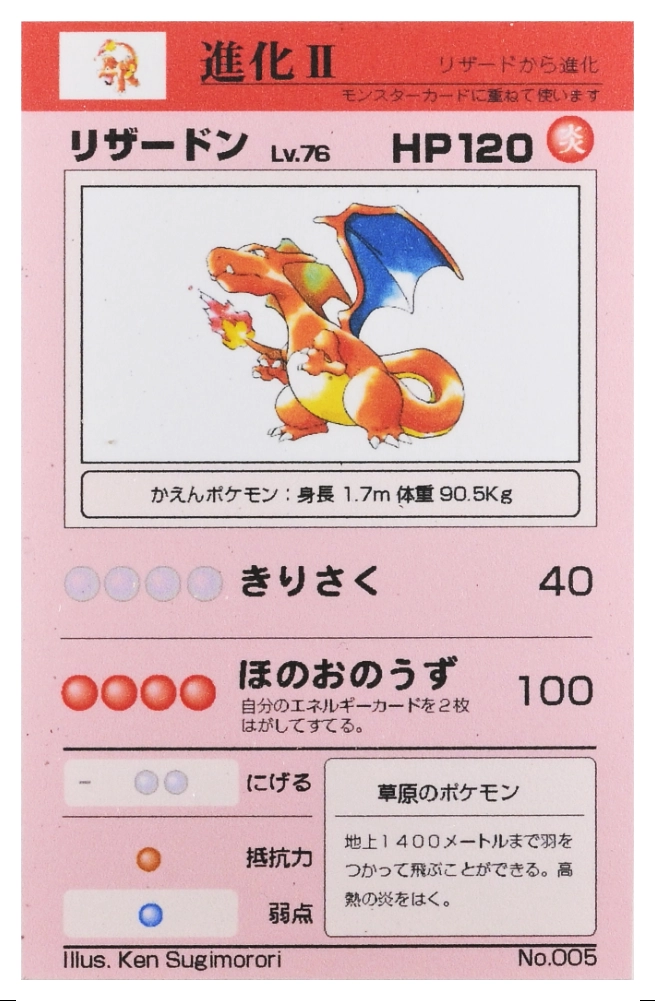 進化 II
リザードから進化
モンスターカードに重ねて使います
リザードン Lv.76 HP 120 炎
かえんポケモン：身長 1.7m 体重 90.5Kg
きりさく 40
ほのおのうず 100
自分のエネルギーカードを2枚
はがしてすてる。
− にげる
抵抗力
弱点
草原のポケモン
地上1400メートルまで羽を
つかって飛ぶことができる。高
熱の炎をはく。
Illus. Ken Sugimorori No.005